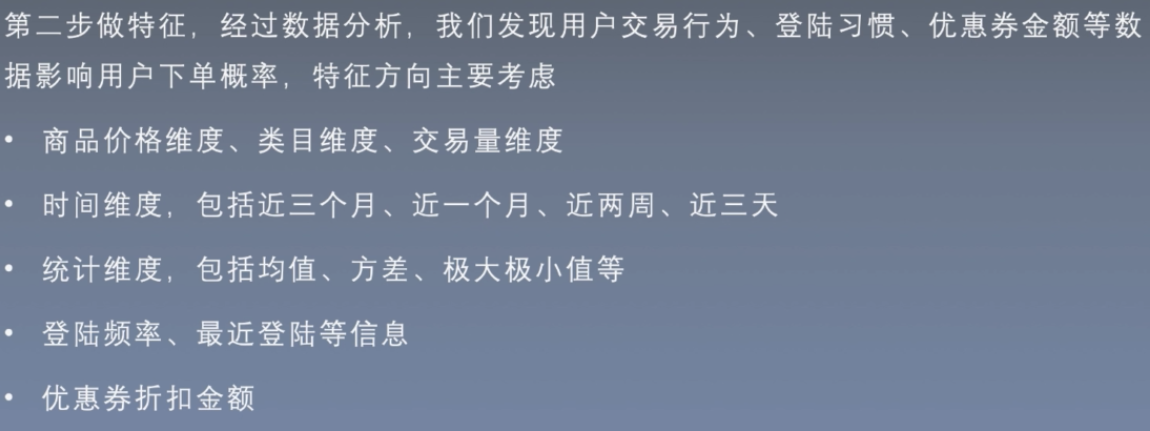 第二步做特征，经过数据分析，我们发现用户交易行为、登陆习惯、优惠券金额等数
据影响用户下单概率，特征方向主要考虑
• 商品价格维度、类目维度、交易量维度
• 时间维度，包括近三个月、近一个月、近两周、近三天
• 统计维度，包括均值、方差、极大极小值等
• 登陆频率、最近登陆等信息
• 优惠券折扣金额